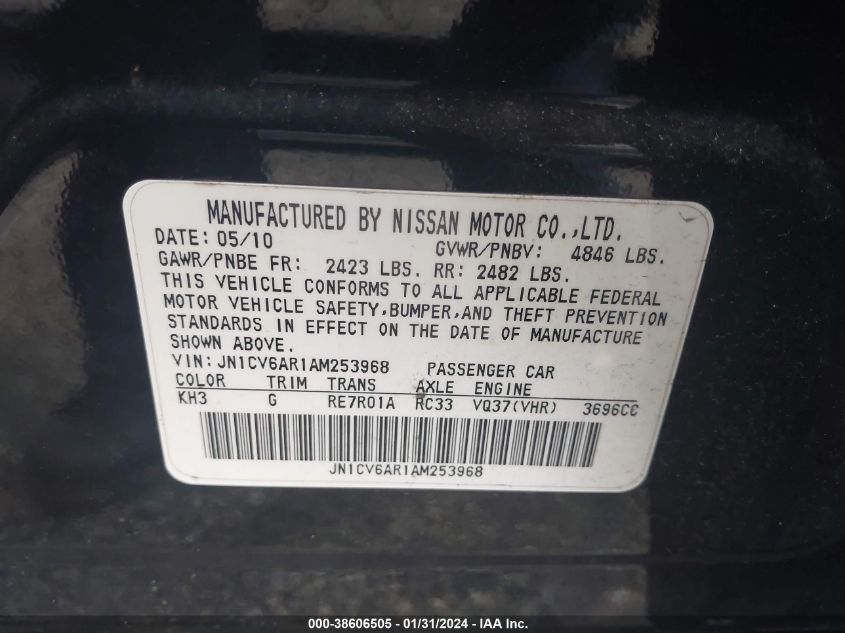 MANUFACTURED BY NISSAN MOTOR CO.,LTD.
DATE: 05/10 GVWR/PNBV: 4846 LBS.
GAWR/PNBE FR: 2423 LBS. RR: 2482 LBS.
THIS VEHICLE CONFORMS TO ALL APPLICABLE FEDERAL
MOTOR VEHICLE SAFETY,BUMPER,AND THEFT PREVENTION
STANDARDS IN EFFECT ON THE DATE OF MANUFACTURE
SHOWN ABOVE.
VIN: JN1CV6AR1AM253968 PASSENGER CAR
COLOR TRIM TRANS AXLE ENGINE
KH3 G RE7R01A RC33 VQ37(VHR) 3696CC
JN1CV6AR1AM253968
000-38606505 - 01/31/2024 - IAA Inc.